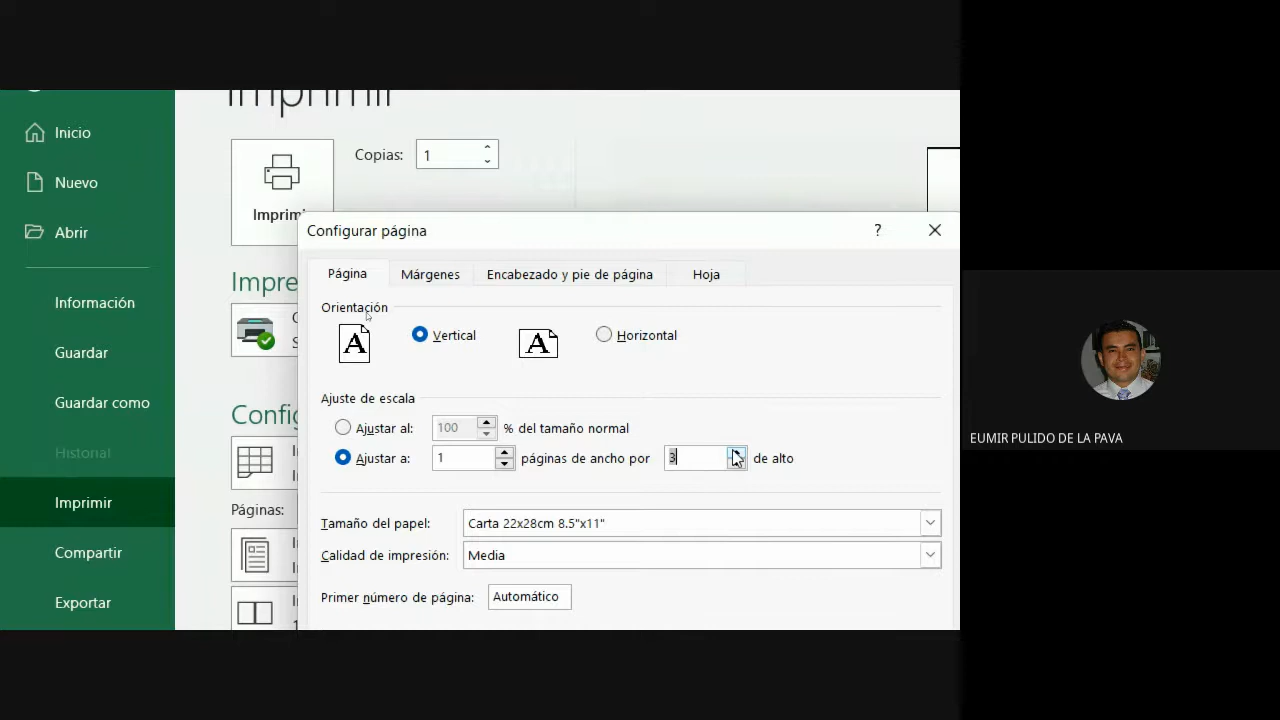 Imprimir
Inicio
Nuevo
Abrir
Información
Guardar
Guardar como
Historial
Imprimir
Compartir
Exportar
Copias: 1
Configurar página
?
Página Márgenes Encabezado y pie de página Hoja
Orientación
A Vertical A Horizontal
Ajuste de escala
Ajustar al: 100 % del tamaño normal
Ajustar a: 1 páginas de ancho por 3 de alto
Tamaño del papel: Carta 22x28cm 8.5"x11"
Calidad de impresión: Media
Páginas:
Primer número de página: Automático
EUMIR PULIDO DE LA PAVA